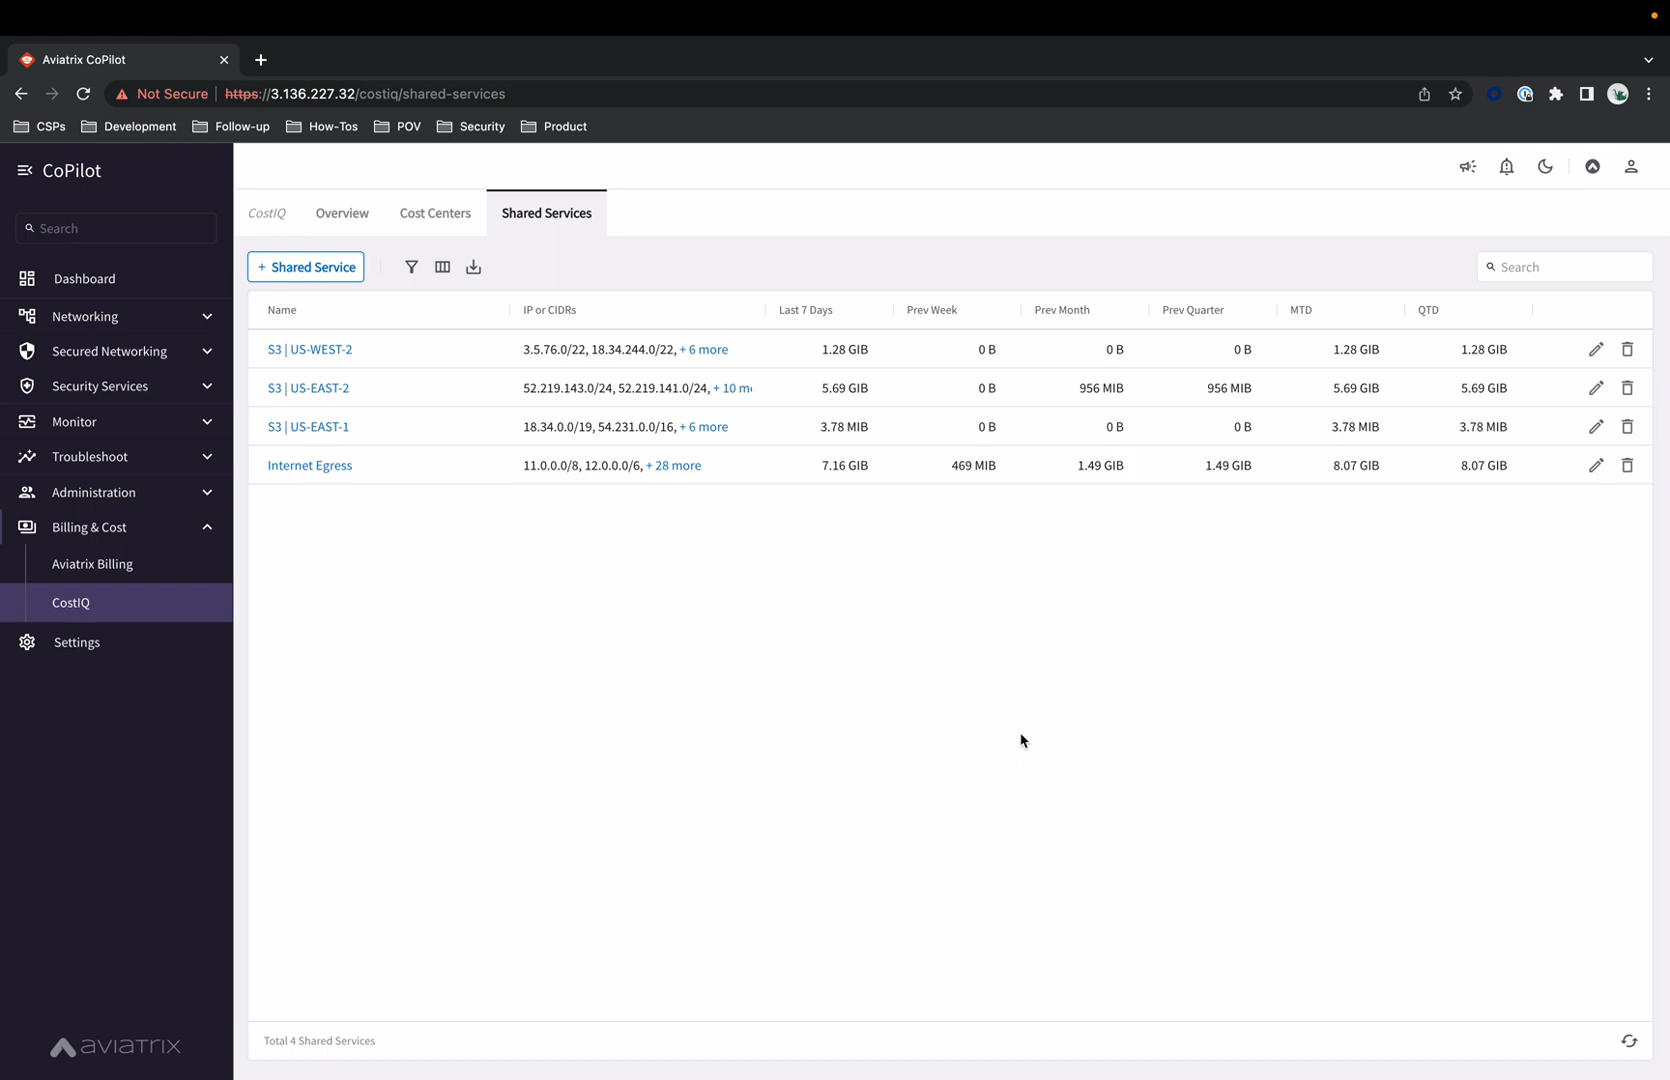 Aviatrix CoPilot
Not Secure | https://3.136.227.32/costiq/shared-services
CSPs Development Follow-up How-Tos POV Security Product
CoPilot
Search
Dashboard
Networking
Secured Networking
Security Services
Monitor
Troubleshoot
Administration
Billing & Cost
Aviatrix Billing
CostIQ
Settings
AVIATRIX
CostIQ Overview Cost Centers Shared Services
+ Shared Service
Search
Name IP or CIDRs Last 7 Days Prev Week Prev Month Prev Quarter MTD QTD
S3 | US-WEST-2 3.5.76.0/22, 18.34.244.0/22, + 6 more 1.28 GIB 0 B 0 B 0 B 1.28 GIB 1.28 GIB
S3 | US-EAST-2 52.219.143.0/24, 52.219.141.0/24, + 10 5.69 GIB 0 B 956 MIB 956 MIB 5.69 GIB 5.69 GIB
S3 | US-EAST-1 18.34.0.0/19, 54.231.0.0/16, + 6 more 3.78 MIB 0 B 0 B 0 B 3.78 MIB 3.78 MIB
Internet Egress 11.0.0.0/8, 12.0.0.0/6, + 28 more 7.16 GIB 469 MIB 1.49 GIB 1.49 GIB 8.07 GIB 8.07 GIB
Total 4 Shared Services